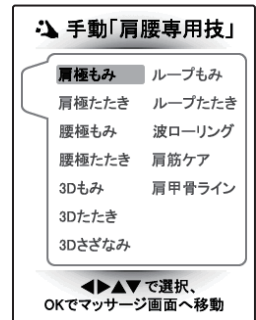 手動「肩腰専用技」
肩極もみ ループもみ
肩極たたき ループたたき
腰極もみ 波ローリング
腰極たたき 肩筋ケア
3Dもみ 肩甲骨ライン
3Dたたき
3Dさざなみ
◀▶▲▼で選択、
OKでマッサージ画面へ移動